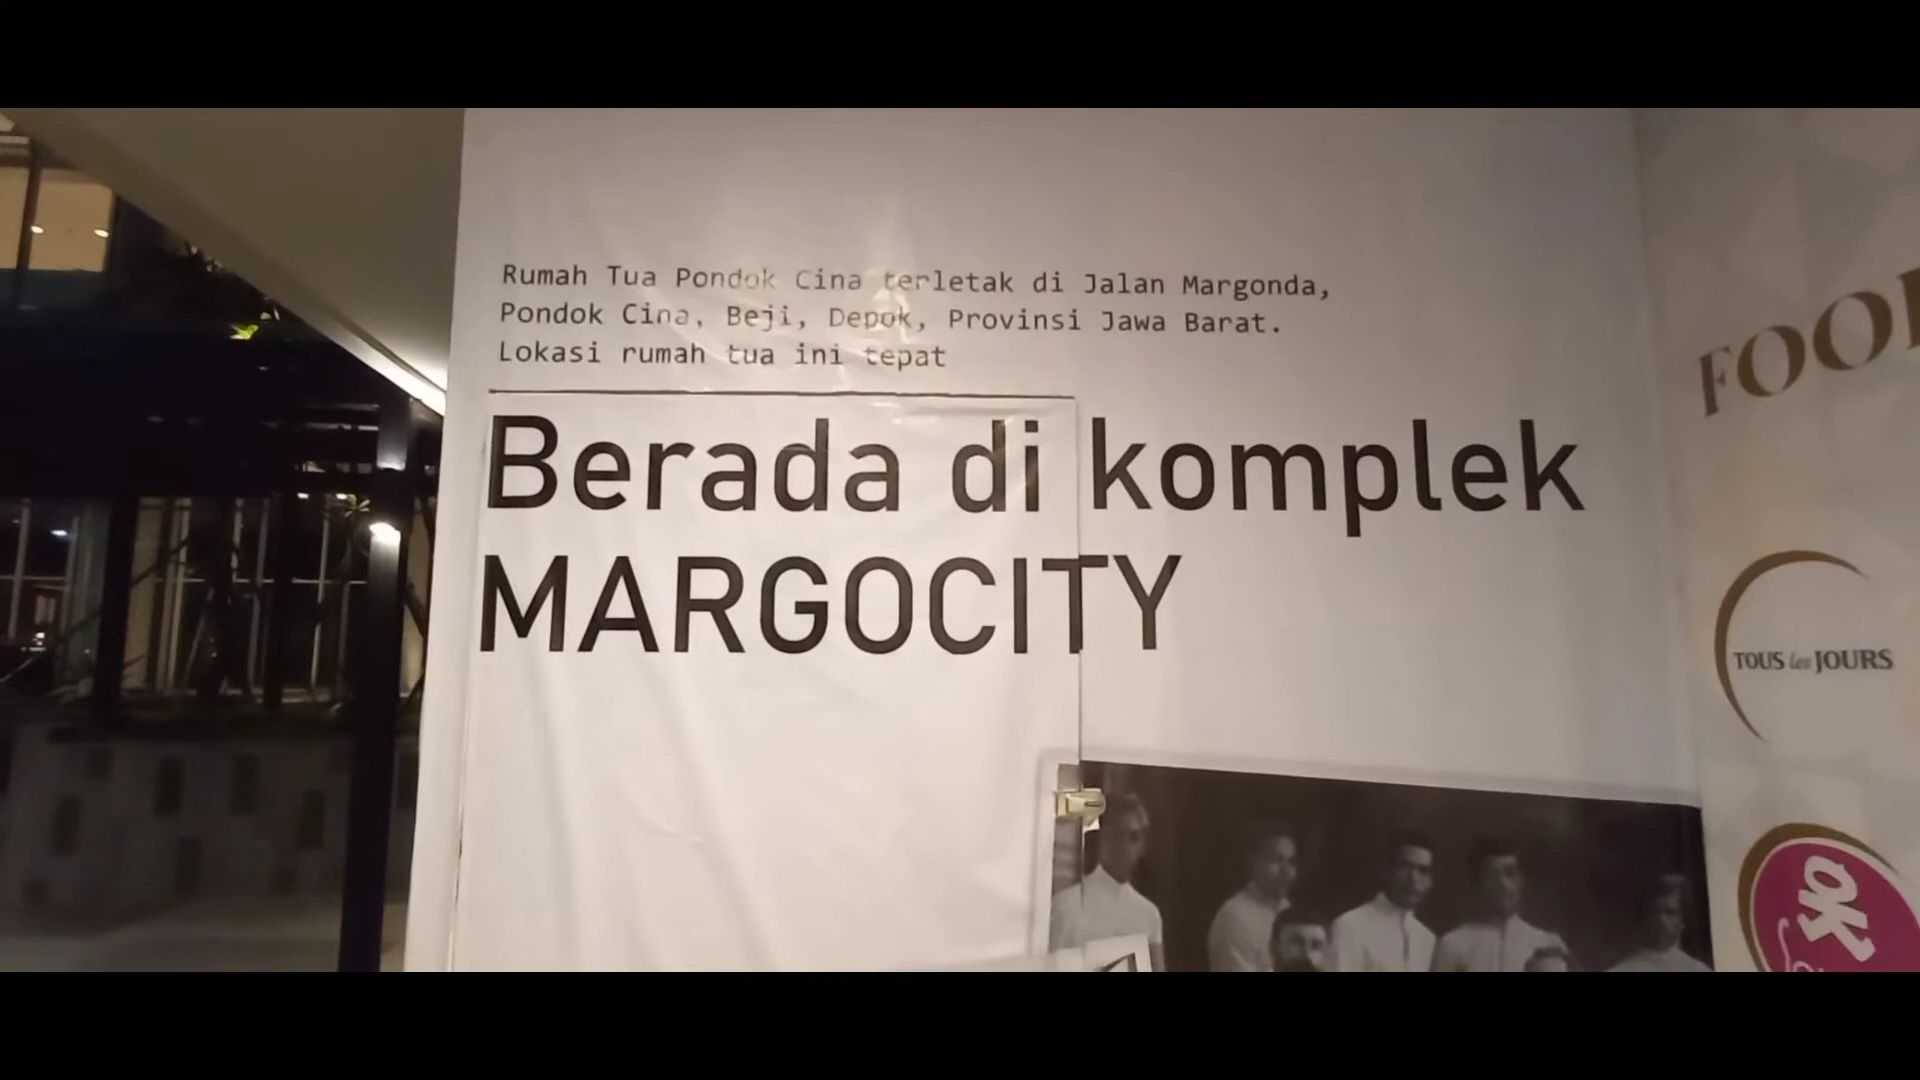 Rumah Tua Pondok Cina terletak di Jalan Margonda,
Pondok Cina, Beji, Depok, Provinsi Jawa Barat.
Lokasi rumah tua ini tepat
Berada di komplek
MARGOCITY
TOUS les JOURS
OK